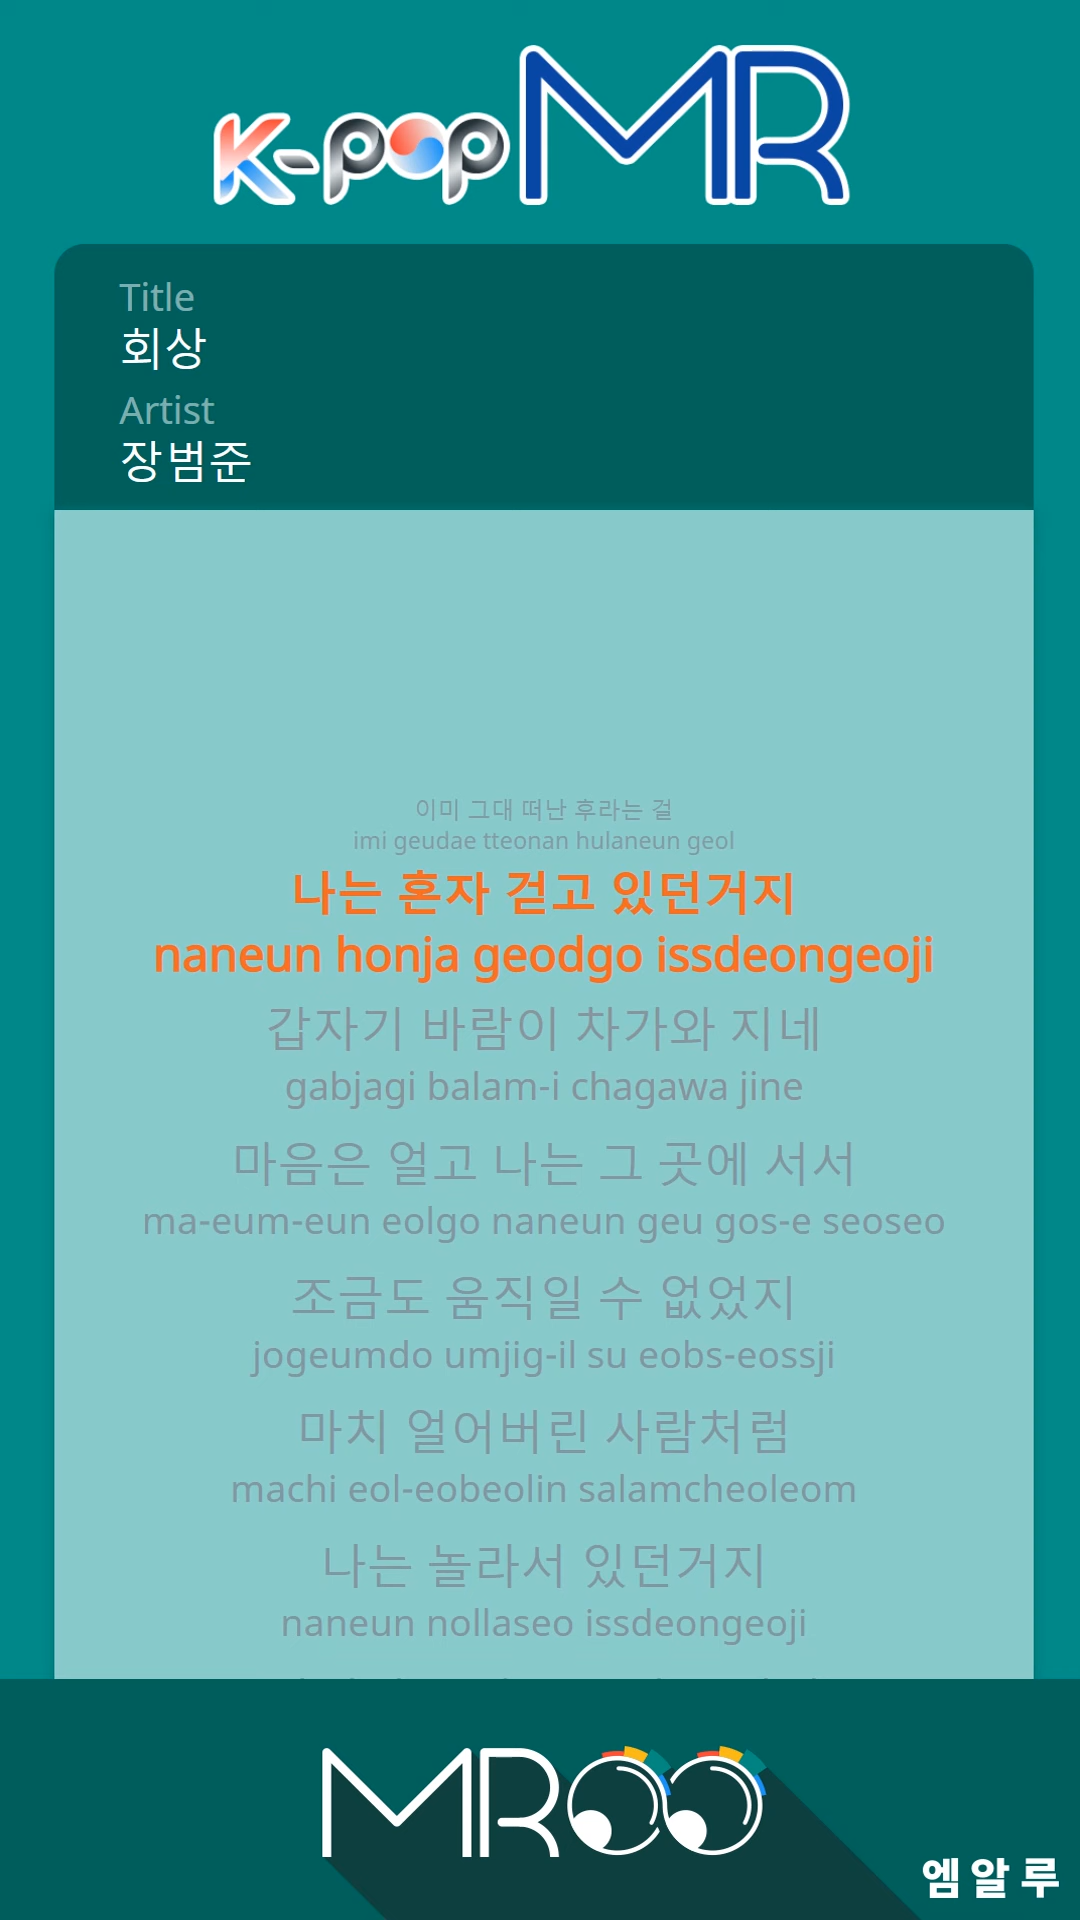 K-pop MR
Title
회상
Artist
장범준
이미 그대 떠난 후라는 걸
imi geudae tteonan hulaneun geol
나는 혼자 걷고 있던거지
naneun honja geodgo issdeongeoji
갑자기 바람이 차가와 지네
gabjagi balam-i chagawa jine
마음은 얼고 나는 그 곳에 서서
ma-eum-eun eolgo naneun geu gos-e seoseo
조금도 움직일 수 없었지
jogeumdo umjig-il su eobs-eossji
마치 얼어버린 사람처럼
machi eol-eobeolin salamcheoleom
나는 놀라서 있던거지
naneun nollaseo issdeongeoji
MROO
엠알루